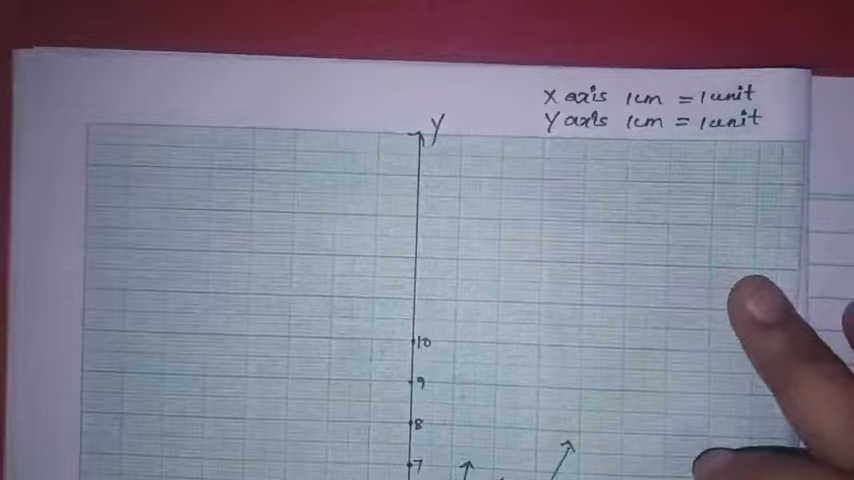 X axis 1cm = 1unit
Y axis 1cm = 1unit
Y
10
9
8
7